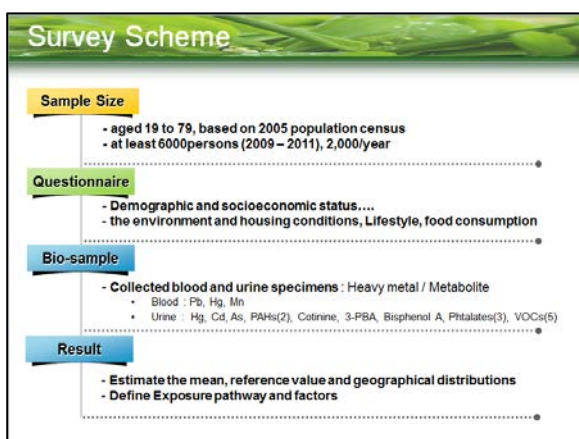 Survey Scheme
Sample Size
- aged 19 to 79, based on 2005 population census
- at least 6000persons (2009 – 2011), 2,000/year
Questionnaire
- Demographic and socioeconomic status....
- the environment and housing conditions, Lifestyle, food consumption
Bio-sample
- Collected blood and urine specimens : Heavy metal / Metabolite
• Blood : Pb, Hg, Mn
• Urine : Hg, Cd, As, PAHs(2), Cotinine, 3-PBA, Bisphenol A, Phtalates(3), VOCs(5)
Result
- Estimate the mean, reference value and geographical distributions
- Define Exposure pathway and factors